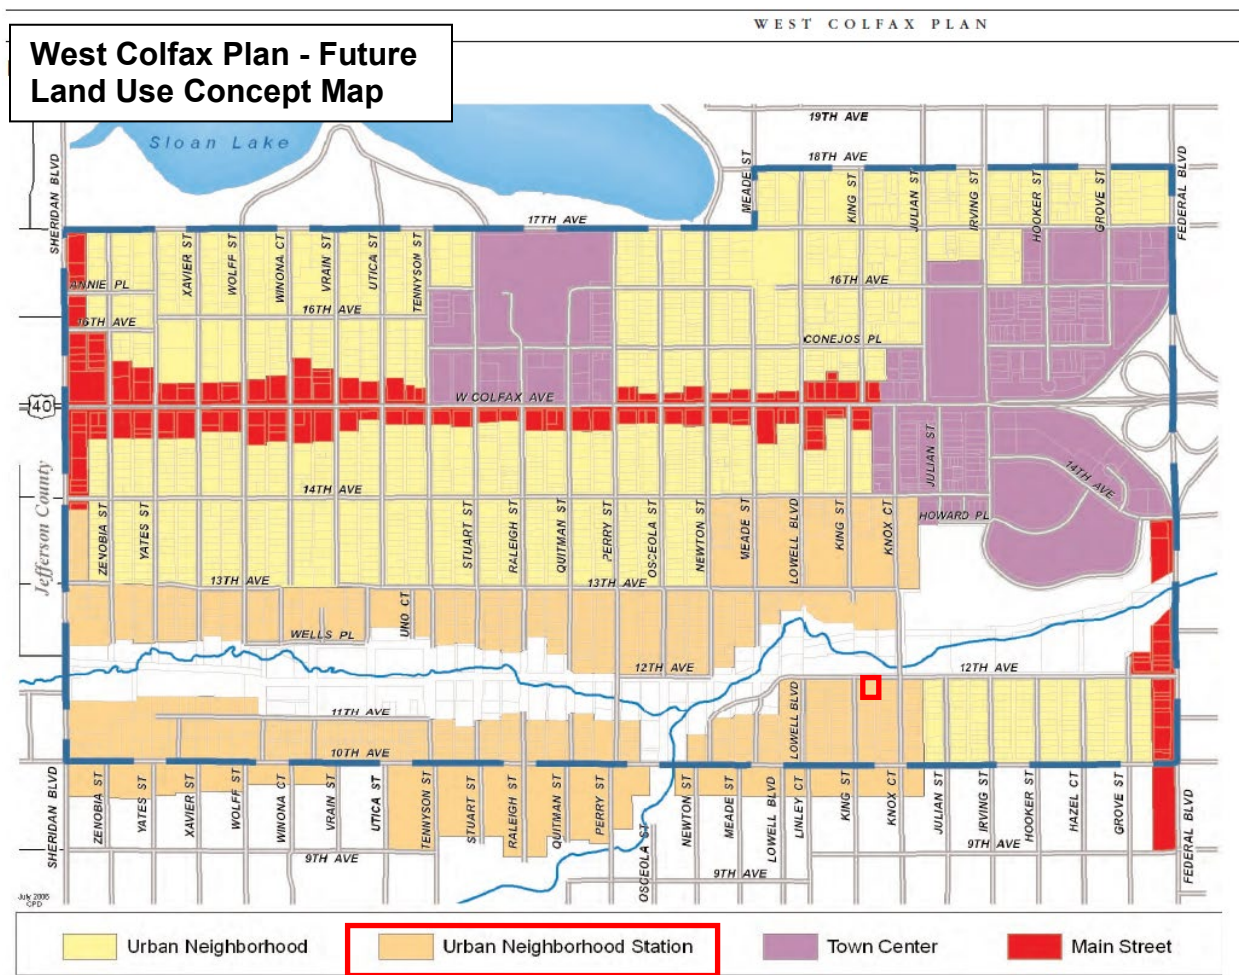 WEST COLFAX PLAN
West Colfax Plan - Future
Land Use Concept Map
Sloan Lake
19TH AVE
18TH AVE
17TH AVE
SHERIDAN BLVD
MEADE ST
KING ST
JULIAN ST
IRVING ST
HOOKER ST
GROVE ST
FEDERAL BLVD
XAVIER ST
WOLFF ST
WINONA CT
VRAIN ST
UTICA ST
TENNYSON ST
ANNIE PL
16TH AVE
16TH AVE
16TH AVE
CONEJOS PL
40
W COLFAX AVE
Jefferson County
JULIAN ST
14TH AVE
14TH AVE
HOWARD PL
ZENOBIA ST
YATES ST
STUART ST
RALEIGH ST
QUITMAN ST
PERRY ST
OSCEOLA ST
NEWTON ST
MEADE ST
LOWELL BLVD
KING ST
KNOX CT
13TH AVE
13TH AVE
WELLS PL
UNO CT
12TH AVE
12TH AVE
11TH AVE
LOWELL BLVD
10TH AVE
SHERIDAN BLVD
ZENOBIA ST
YATES ST
XAVIER ST
WOLFF ST
WINONA CT
VRAIN ST
UTICA ST
TENNYSON ST
STUART ST
RALEIGH ST
QUITMAN ST
PERRY ST
OSCEOLA ST
NEWTON ST
MEADE ST
LOWELL BLVD
LINLEY CT
KING ST
KNOX CT
JULIAN ST
IRVING ST
HOOKER ST
HAZEL CT
GROVE ST
FEDERAL BLVD
9TH AVE
9TH AVE
9TH AVE
July 2006
CPD
Urban Neighborhood
Urban Neighborhood Station
Town Center
Main Street